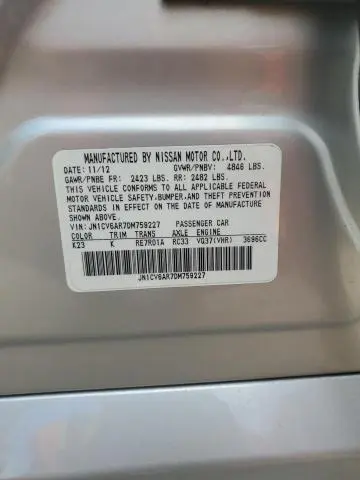 MANUFACTURED BY NISSAN MOTOR CO.,LTD.
DATE: 11/12 GVWR/PNBV: 4846 LBS.
GAWR/PNBE FR: 2423 LBS. RR: 2482 LBS.
THIS VEHICLE CONFORMS TO ALL APPLICABLE FEDERAL
MOTOR VEHICLE SAFETY,BUMPER,AND THEFT PREVENTION
STANDARDS IN EFFECT ON THE DATE OF MANUFACTURE
SHOWN ABOVE.
VIN: JN1CV6AR7DM759227 PASSENGER CAR
COLOR TRIM TRANS AXLE ENGINE
K23 K RE7R01A RC33 VQ37(VHR) 3696CC
JN1CV6AR7DM759227